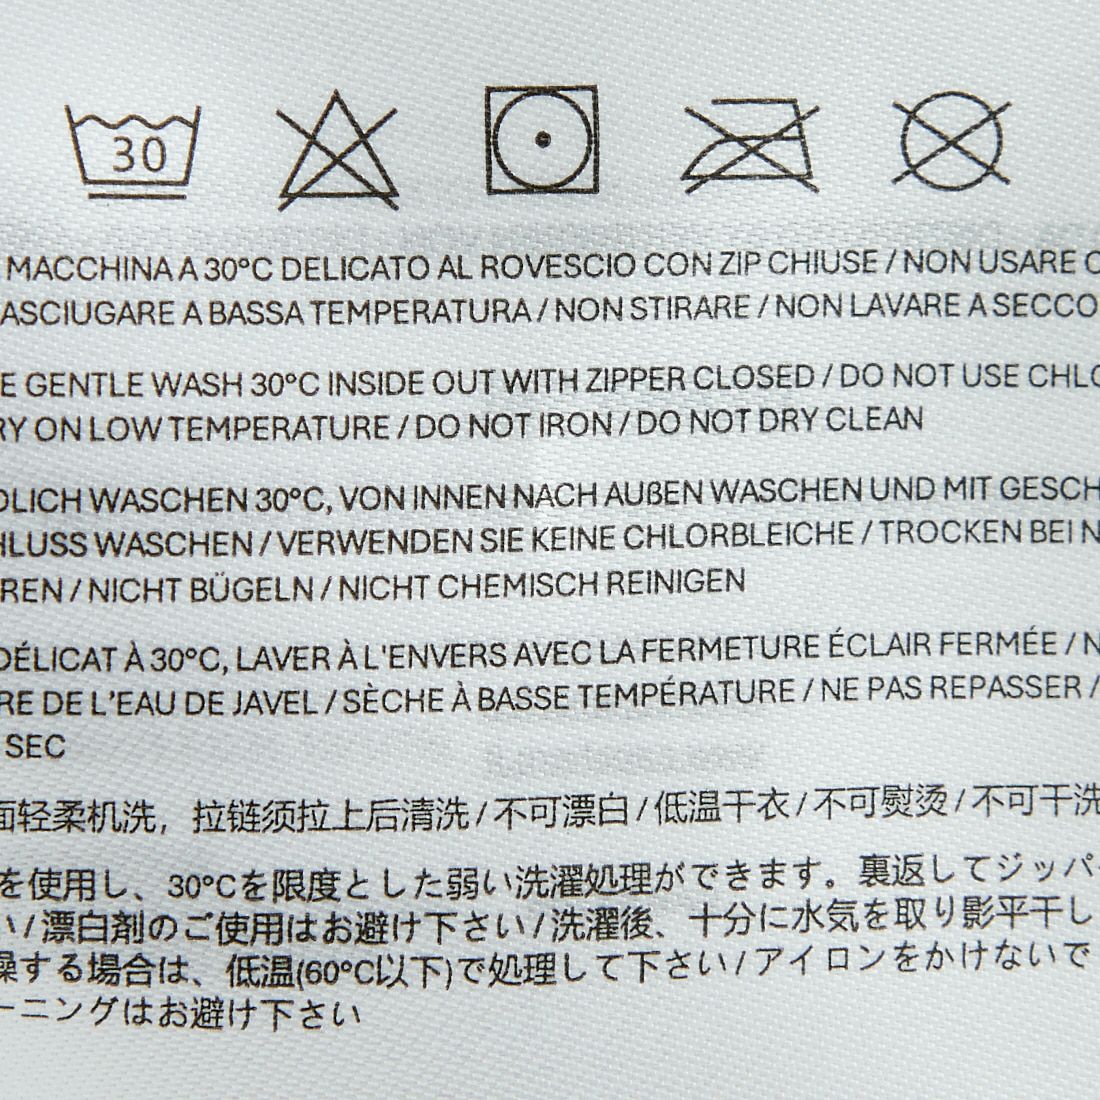 30
MACCHINA A 30°C DELICATO AL ROVESCIO CON ZIP CHIUSE / NON USARE
ASCIUGARE A BASSA TEMPERATURA / NON STIRARE / NON LAVARE A SECCO
E GENTLE WASH 30°C INSIDE OUT WITH ZIPPER CLOSED / DO NOT USE CHLO
RY ON LOW TEMPERATURE / DO NOT IRON / DO NOT DRY CLEAN
DLICH WASCHEN 30°C, VON INNEN NACH AUßEN WASCHEN UND MIT GESCH
HLUSS WASCHEN / VERWENDEN SIE KEINE CHLORBLEICHE / TROCKEN BEI N
REN / NICHT BÜGELN / NICHT CHEMISCH REINIGEN
DÉLICAT À 30°C, LAVER À L'ENVERS AVEC LA FERMETURE ÉCLAIR FERMÉE / N
RE DE L'EAU DE JAVEL / SÈCHE À BASSE TEMPÉRATURE / NE PAS REPASSER /
SEC
面轻柔机洗，拉链须拉上后清洗/不可漂白/低温干衣/不可熨烫/不可干洗
を使用し、30°Cを限度とした弱い洗濯処理ができます。裏返してジッパ
い/漂白剤のご使用はお避け下さい/洗濯後、十分に水気を取り影平干し
燥する場合は、低温(60°C以下)で処理して下さい/アイロンをかけないで
ーニングはお避け下さい